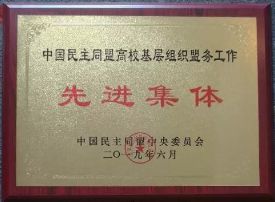 中国民主同盟高校基层组织盟务工作
先进集体
中国民主同盟中央委员会
二〇一九年六月